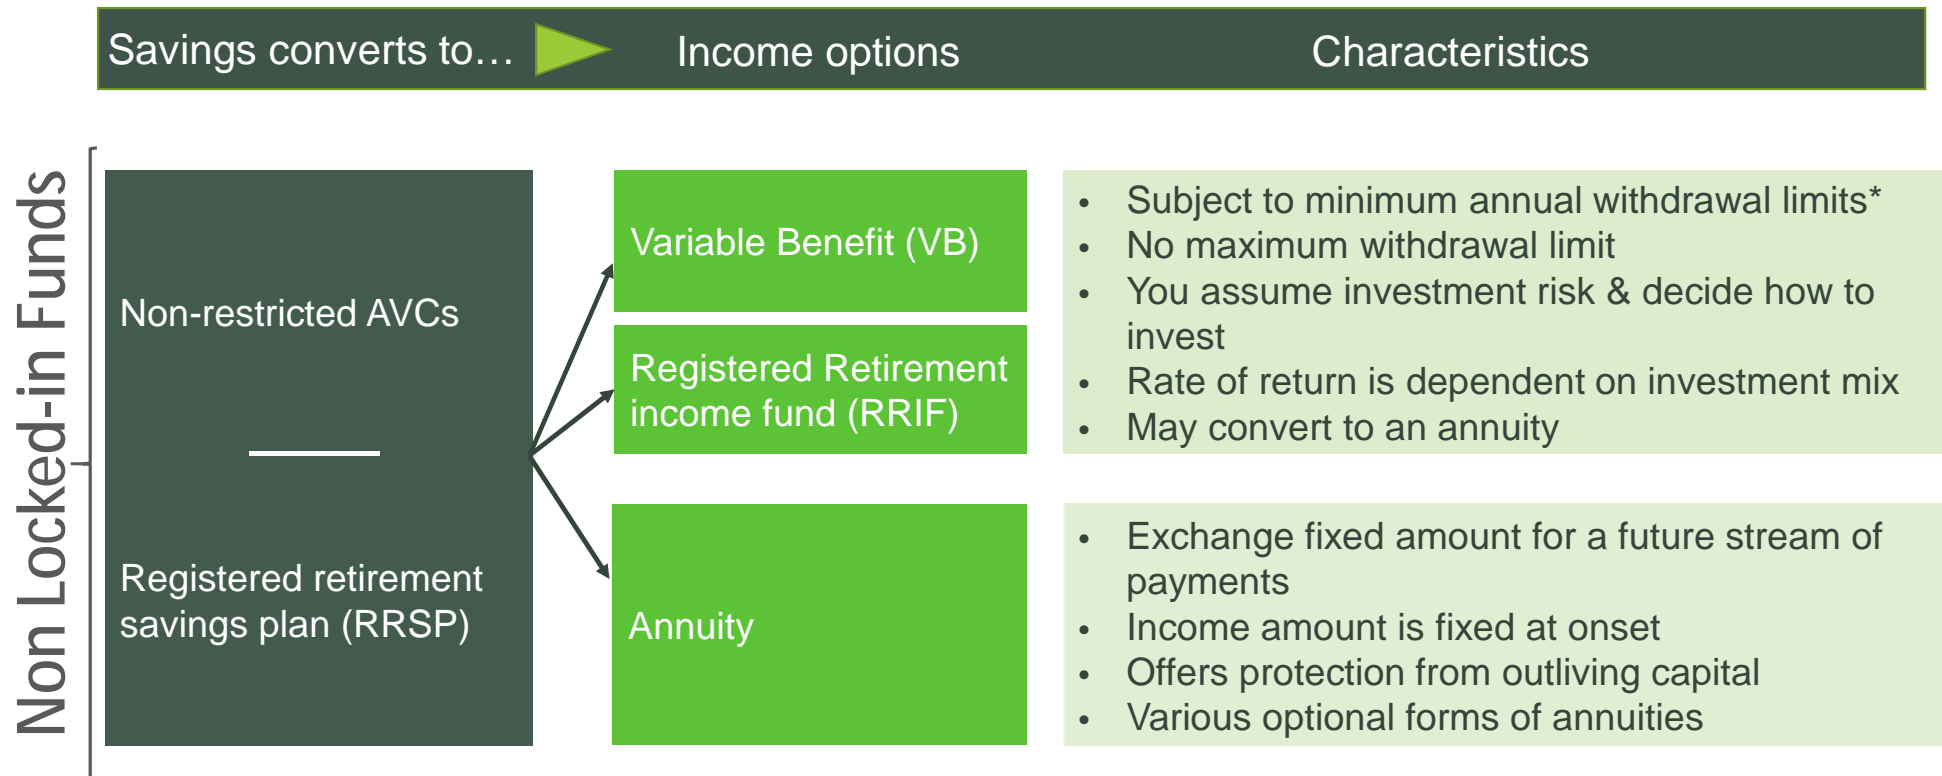 Savings converts to…
Income options
Characteristics
Non Locked-in Funds
Non-restricted AVCs
Registered retirement
savings plan (RRSP)
Variable Benefit (VB)
Registered Retirement
income fund (RRIF)
• Subject to minimum annual withdrawal limits*
• No maximum withdrawal limit
• You assume investment risk & decide how to
invest
• Rate of return is dependent on investment mix
• May convert to an annuity
Annuity
• Exchange fixed amount for a future stream of
payments
• Income amount is fixed at onset
• Offers protection from outliving capital
• Various optional forms of annuities